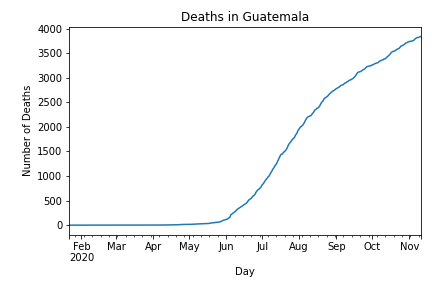 Deaths in Guatemala
4000
3500
3000
2500
2000
1500
1000
500
0
Number of Deaths
Feb Mar Apr May Jun Jul Aug Sep Oct Nov
2020
Day